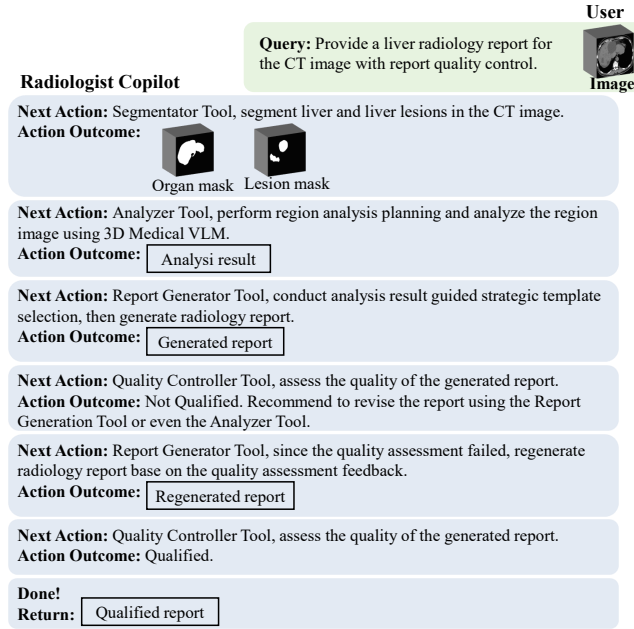 User
Query: Provide a liver radiology report for
the CT image with report quality control.
Image
Radiologist Copilot
Next Action: Segmentator Tool, segment liver and liver lesions in the CT image.
Action Outcome:
Organ mask Lesion mask
Next Action: Analyzer Tool, perform region analysis planning and analyze the region
image using 3D Medical VLM.
Action Outcome: Analysi result
Next Action: Report Generator Tool, conduct analysis result guided strategic template
selection, then generate radiology report.
Action Outcome: Generated report
Next Action: Quality Controller Tool, assess the quality of the generated report.
Action Outcome: Not Qualified. Recommend to revise the report using the Report
Generation Tool or even the Analyzer Tool.
Next Action: Report Generator Tool, since the quality assessment failed, regenerate
radiology report base on the quality assessment feedback.
Action Outcome: Regenerated report
Next Action: Quality Controller Tool, assess the quality of the generated report.
Action Outcome: Qualified.
Done!
Return: Qualified report